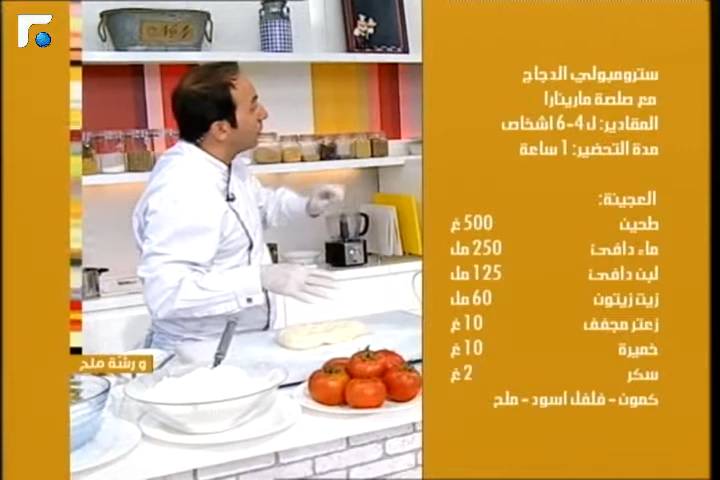 سترومبولي الدجاج
مع صلصة مارينارا
المقادير: ل 4-6 اشخاص
مدة التحضير: 1 ساعة
العجينة:
طحين 500 غ
ماء دافئ 250 مل
لبن دافئ 125 مل
زيت زيتون 60 مل
زعتر مجفف 10 غ
خميرة 10 غ
سكر 2 غ
كمون - فلفل اسود - ملح
و رشّة ملح